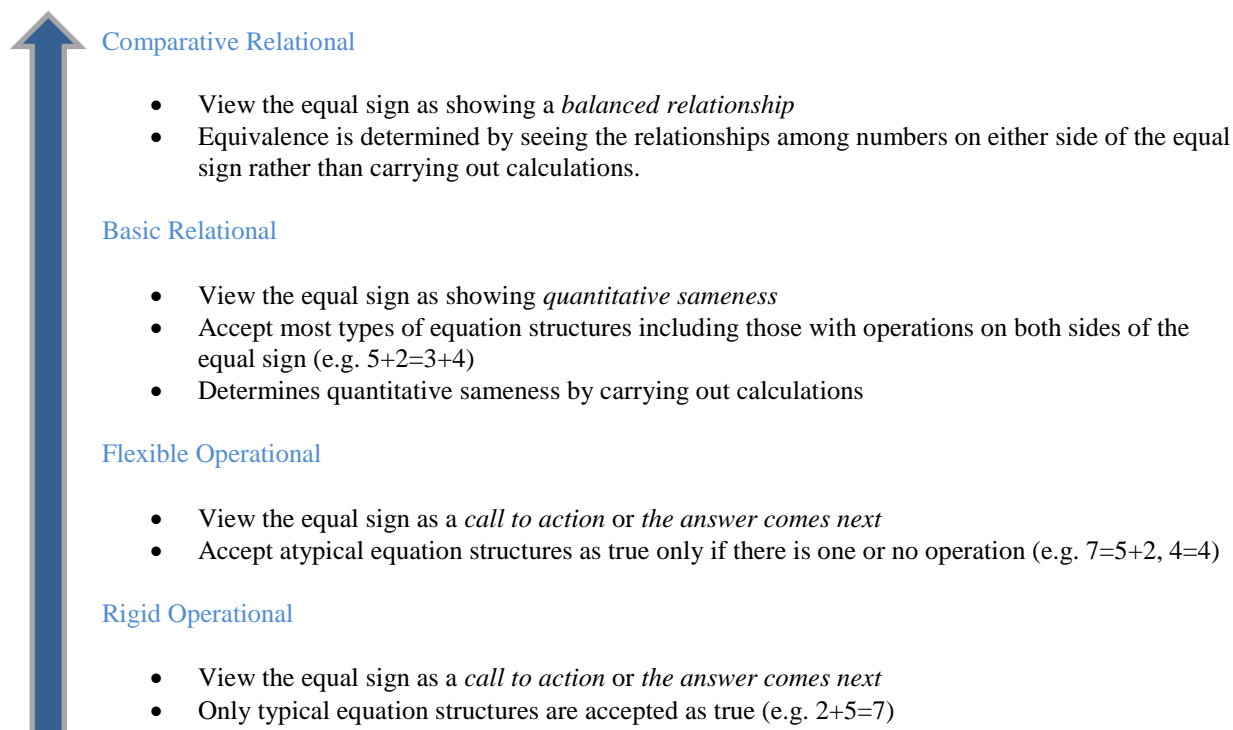 Comparative Relational
• View the equal sign as showing a balanced relationship
• Equivalence is determined by seeing the relationships among numbers on either side of the equal
sign rather than carrying out calculations.
Basic Relational
• View the equal sign as showing quantitative sameness
• Accept most types of equation structures including those with operations on both sides of the
equal sign (e.g. 5+2=3+4)
• Determines quantitative sameness by carrying out calculations
Flexible Operational
• View the equal sign as a call to action or the answer comes next
• Accept atypical equation structures as true only if there is one or no operation (e.g. 7=5+2, 4=4)
Rigid Operational
• View the equal sign as a call to action or the answer comes next
• Only typical equation structures are accepted as true (e.g. 2+5=7)